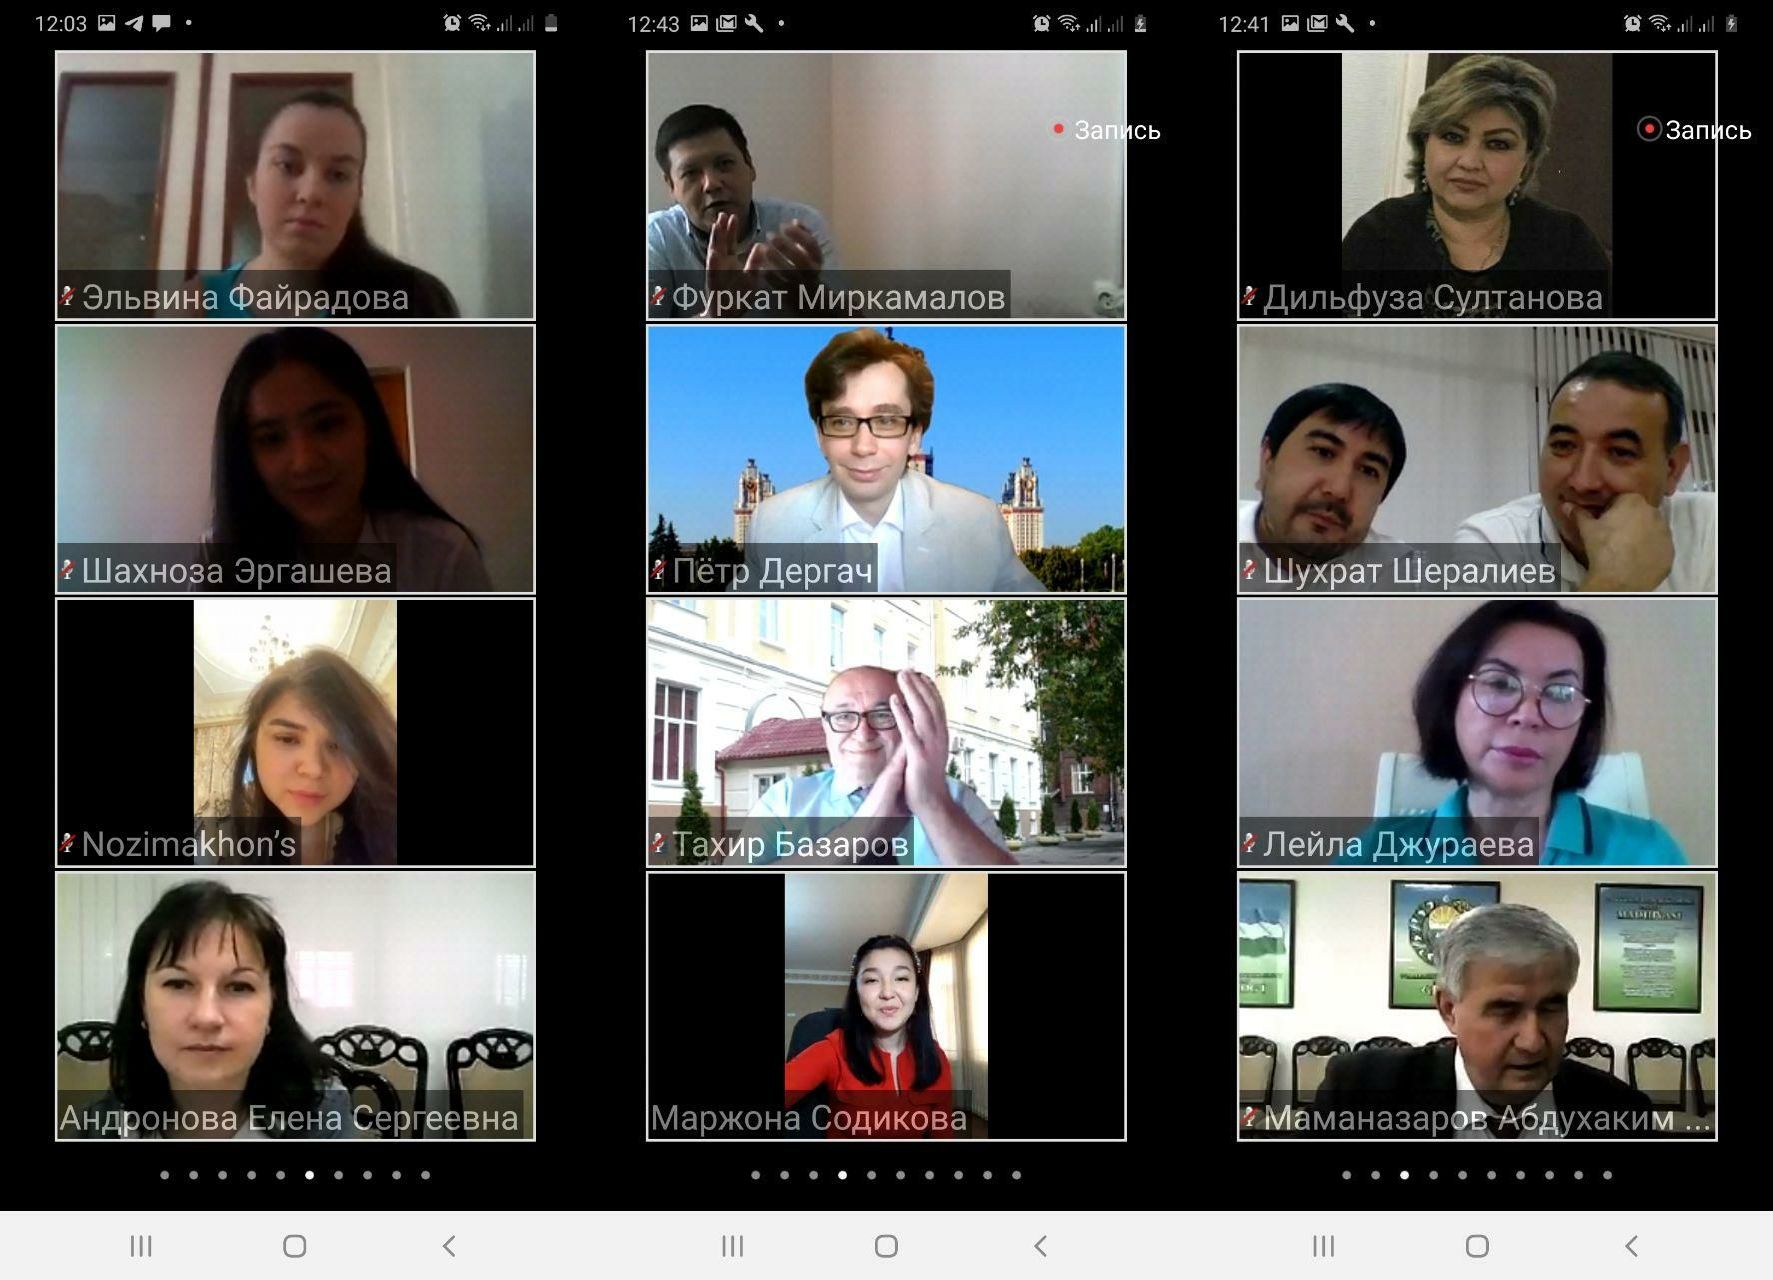 12:03
Эльвина Файрадова
Шахноза Эргашева
Nozimakhon’s
Андронова Елена Сергеевна
12:43
Запись
Фуркат Миркамалов
Пётр Дергач
Тахир Базаров
Маржона Содикова
12:41
Запись
Дильфуза Султанова
Шухрат Шералиев
Лейла Джураева
MADHIYASI
Маманазаров Абдухаким ...